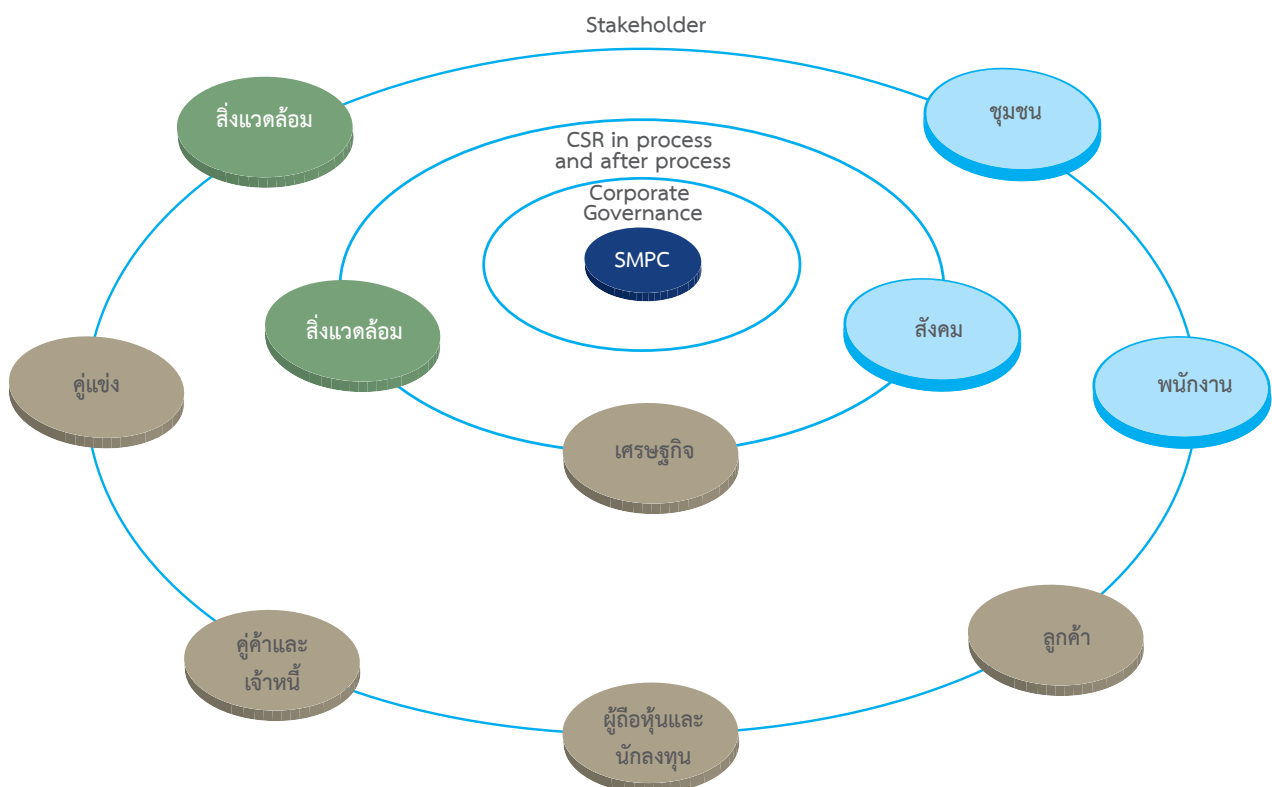 Stakeholder
สิ่งแวดล้อม
ชุมชน
CSR in process
and after process
Corporate
Governance
SMPC
สิ่งแวดล้อม
สังคม
คู่แข่ง
พนักงาน
เศรษฐกิจ
คู่ค้าและ
เจ้าหนี้
ลูกค้า
ผู้ถือหุ้นและ
นักลงทุน